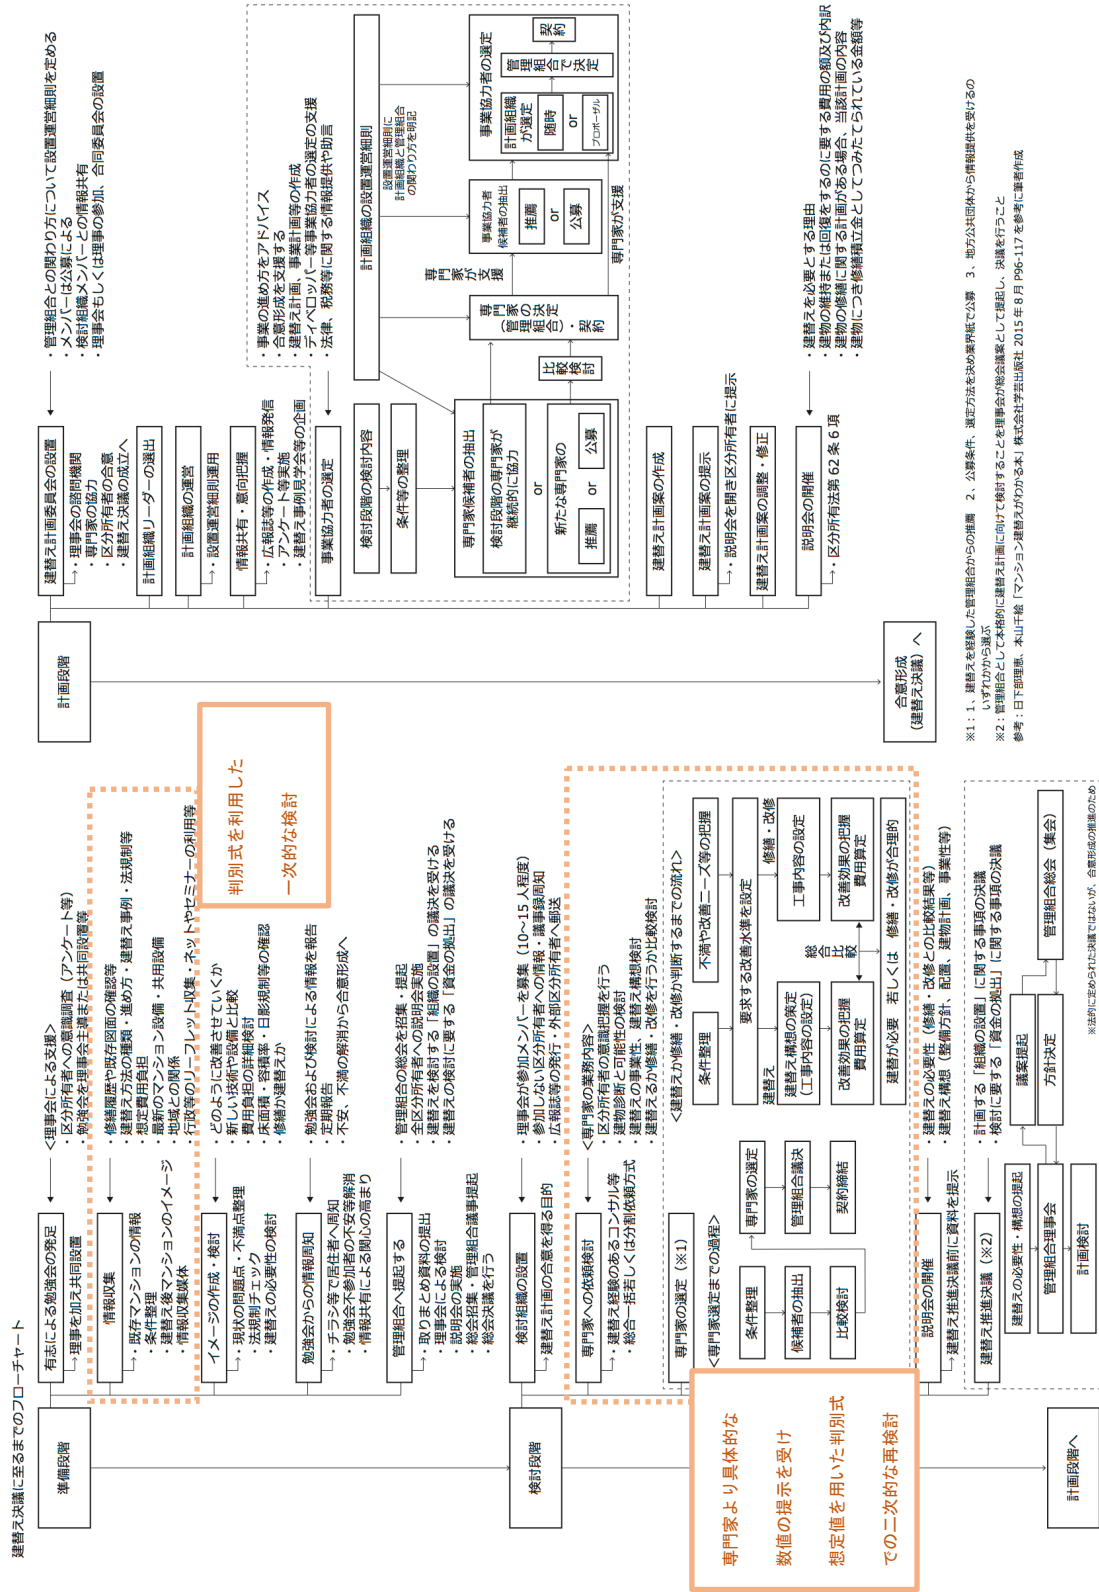 建替え決議に至るまでのフローチャート
準備段階
有志による勉強会の発足
→理事を加え共同設置
<理事会による支援>
・区分所有者への意識調査(アンケート等)
勉強会を理事会主導または共同設置等
情報収集
→・既存マンションの情報
・条件整理
・建替え後マンションのイメージ
・情報収集媒体
修繕履歴や既存図面の確認等
建替え方法の種類・進め方・建替え事例・法規制等
・想定費用負担
・最新のマンション設備・共用設備
・地域との関係
・行政等のリーフレット収集・ネットやセミナーの利用等
判別式を利用した
一次的な検討
イメージの作成・検討
→・現状の問題点・不満点整理
・法規制チェック
・建替えの必要性の検討
・どのように改善させていくか
・新しい技術や設備と比較
費用負担の詳細検討
・床面積・容積率・日影規制等の確認
修繕か建替えか
勉強会からの情報周知
→・チラシ等で居住者へ周知
勉強会不参加者の不安等解消
・情報共有による関心の高まり
・勉強会および検討による情報を報告
・定期報告
・不安、不満の解消から合意形成へ
管理組合へ提起する
→・取りまとめ資料の提出
・理事会による検討
・説明会の実施
・総会招集・管理組合議事提起
・総会決議を行う
・管理組合の総会を招集・提起
・全区分所有者への説明会実施
・建替えを検討する「組織の設置」の議決を受ける
・建替えの検討に要する「資金の拠出」の議決を受ける
検討段階
検討組織の設置
→建替え計画の合意を得る目的
・理事会が参加メンバーを募集(10～15人程度)
・参加しない区分所有者への情報・議事録周知
・広報誌等の発行・外部区分所有者へ郵送
専門家への依頼検討
→・建替え経験のあるコンサル等
総合一括若しくは分割依頼方式
<専門家の業務内容>
・区分所有者の意識把握を行う
・建物診断と可能性の検討
・建替えの事業性、建替え構想検討
・建替えるか修繕・改修を行うか比較検討
専門家の選定(※1)
<専門家選定までの過程>
条件整理
候補者の抽出
比較検討
専門家の選定
管理組合議決
契約締結
<建替えか修繕・改修か判断するまでの流れ>
条件整理
不満や改善ニーズ等の把握
要求する改善水準を設定
建替え
修繕・改修
建替え構想の策定
(工事内容の設定)
工事内容の設定
総合比較
改善効果の把握
費用算定
改善効果の把握
費用算定
建替が必要 若しくは 修繕・改修が合理的
専門家より具体的な
数値の提示を受け
想定値を用いた判別式
での二次的な再検討
説明会の開催
→建替え推進決議前に資料を提示
・建替えの必要性(修繕・改修との比較結果等)
・建替え構想(整備方針、配置、建物計画、事業性等)
建替え推進決議(※2)
・計画する「組織の設置」に関する事項の決議
・検討に要する「資金の拠出」に関する事項の決議
建替えの必要性・構想の提起
管理組合理事会
計画検討
議案提起
方針決定
管理組合総会(集会)
※法的に定められた決議ではないが、合意形成の推進のため
計画段階へ
計画段階
建替え計画委員会の設置
→・理事会の諮問機関
・専門家の協力
・区分所有者の合意
・建替え決議の成立へ
・管理組合との関わり方について設置運営細則を定める
・メンバーは公募による
・検討組織メンバーとの情報共有
・理事会もしくは理事の参加、合同委員会の設置
計画組織リーダーの選出
計画組織の運営
→・設置運営細則運用
情報共有・意向把握
→・広報誌等の作成・情報発信
・アンケート等実施
・建替え事例見学会等の企画
事業協力者の選定
・事業の進め方をアドバイス
・合意形成を支援する
・建替え計画、事業計画等の作成
・ディベロッパー等事業協力者の選定の支援
・法律、税務等に関する情報提供や助言
検討段階の検討内容
条件等の整理
計画組織の設置運営細則
設置運営細則に
計画組織と管理組合
の関わり方を明記
専門家候補者の抽出
検討段階の専門家が
継続的に協力
or
新たな専門家の
推薦
or
公募
比較検討
専門家の決定
(管理組合)・
契約
専門家が
支援
事業協力者
候補者の抽出
推薦
or
公募
専門家が支援
事業協力者の選定
計画組織
が選定
随時
or
プロポーザル
管理組合で
決定
契約
建替え計画案の作成
建替え計画案の提示
→・説明会を開き区分所有者に提示
建替え計画案の調整・修正
説明会の開催
→・区分所有法第62条6項
・建替えを必要とする理由
・建物の維持または回復をするのに要する費用の額及び内訳
・建物の修繕に関する計画がある場合、当該計画の内容
・建物につき修繕積立金としてつみたてられている金額等
合意形成
(建替え決議)へ
※1：1、建替えを経験した管理組合からの推薦 2、公募条件、選定方法を決め業界紙で公募 3、地方公共団体から情報提供を受けるの
いずれかから選ぶ
※2：管理組合として本格的に建替え計画に向けて検討することを理事会が総会議案として提起し、決議を行うこと
参考：日下部理恵、本山千絵「マンション建替えがわかる本」株式会社学芸出版社 2015年8月 P96-117を参考に筆者作成